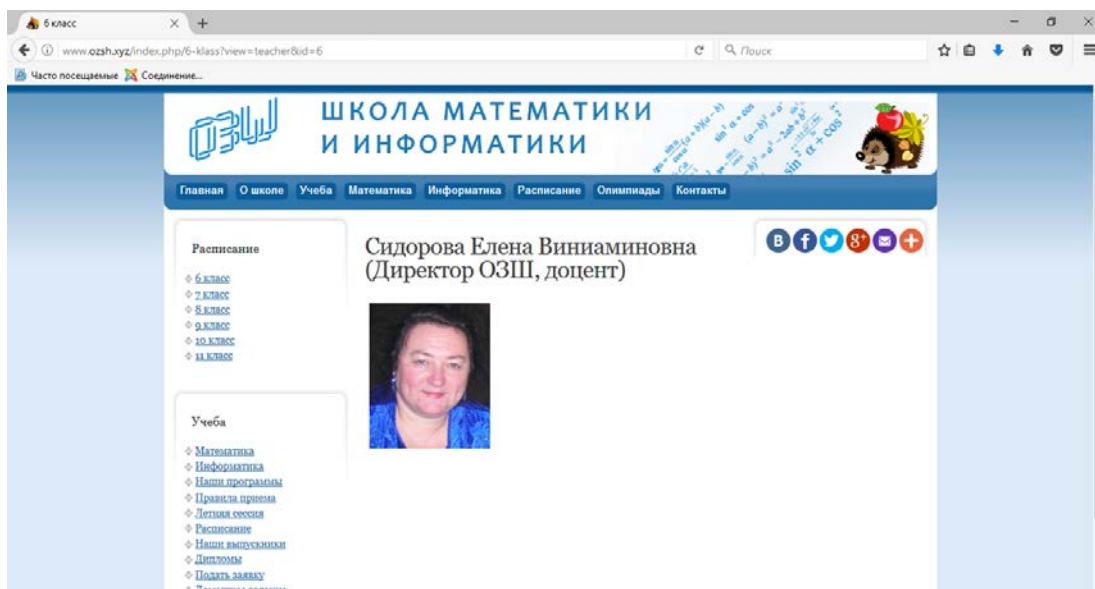 6 класс
www.ozsh.xyz/index.php/6-klass?view=teacher&id=6
Поиск
Часто посещаемые Соединение...
ОЗШ
ШКОЛА МАТЕМАТИКИ
И ИНФОРМАТИКИ
Главная О школе Учеба Математика Информатика Расписание Олимпиады Контакты
Расписание
6 класс
7 класс
8 класс
9 класс
10 класс
11 класс
Учеба
Математика
Информатика
Наши программы
Правила приема
Летняя сессия
Расписание
Наши выпускники
Дипломы
Подать заявку
Сидорова Елена Виниаминовна
(Директор ОЗШ, доцент)